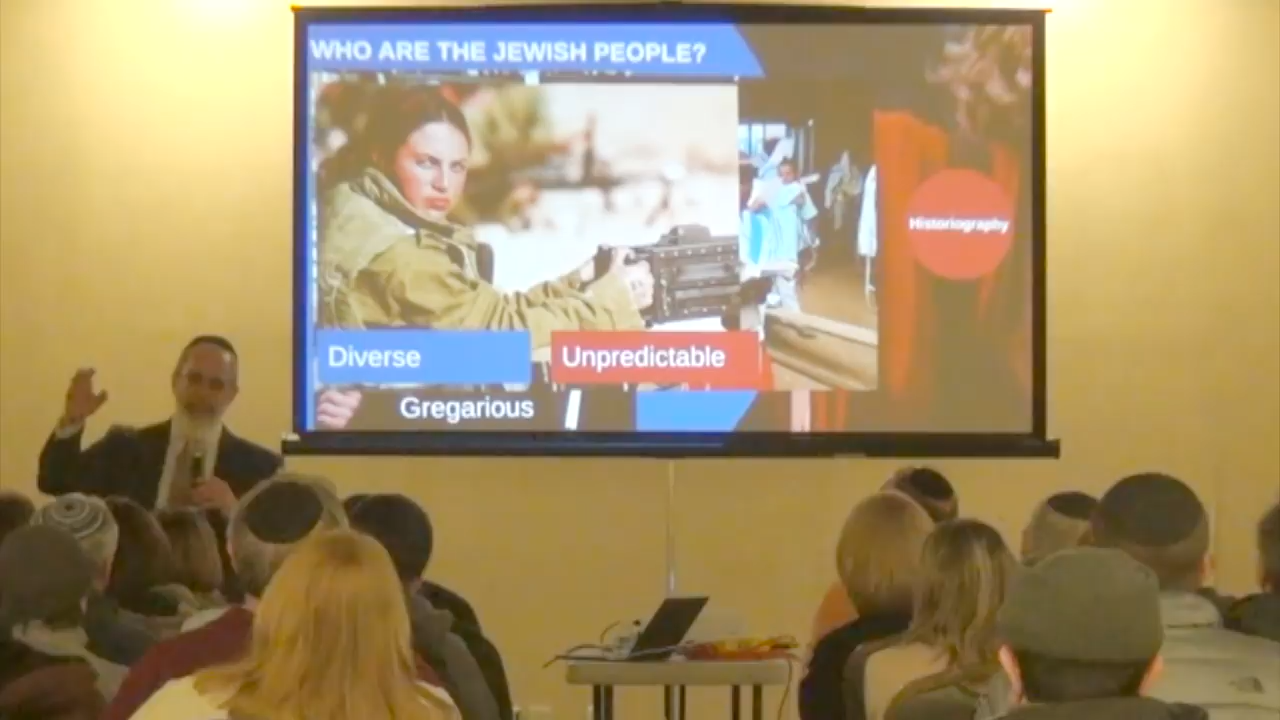 WHO ARE THE JEWISH PEOPLE?
Historiography
Diverse
Unpredictable
Gregarious